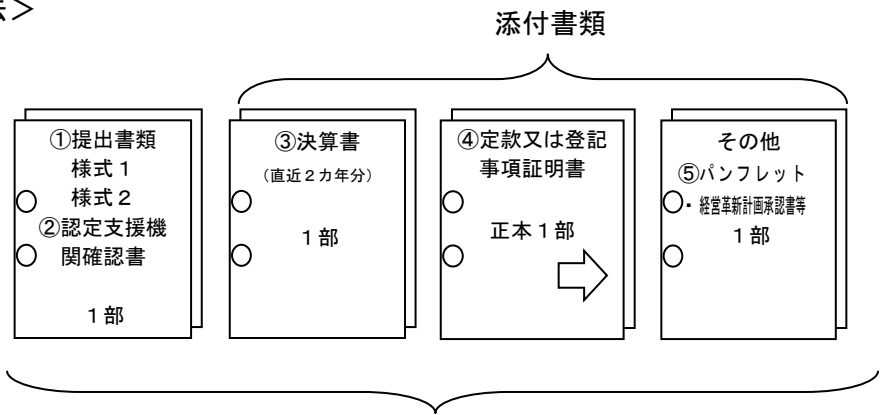 法＞
添付書類
①提出書類
様式１
様式２
②認定支援機
関確認書
１部
③決算書
（直近２カ年分）
１部
④定款又は登記
事項証明書
正本１部
その他
⑤パンフレット
・経営革新計画承認書等
１部